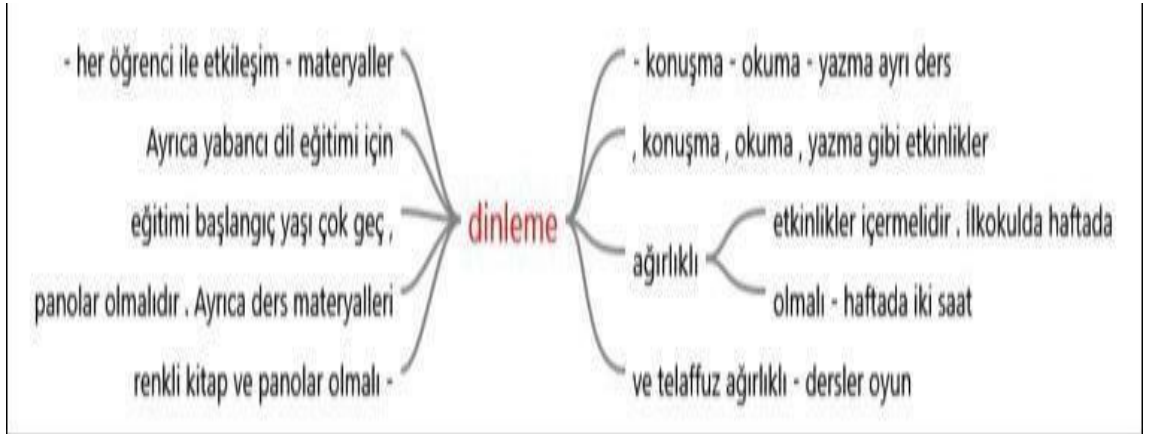 - her öğrenci ile etkileşim - materyaller
Ayrıca yabancı dil eğitimi için
eğitimi başlangıç yaşı çok geç ,
panolar olmalıdır . Ayrıca ders materyalleri
renkli kitap ve panolar olmalı -
dinleme
- konuşma - okuma - yazma ayrı ders
, konuşma , okuma , yazma gibi etkinlikler
ağırlıklı
etkinlikler içermelidir . İlkokulda haftada
olmalı - haftada iki saat
ve telaffuz ağırlıklı - dersler oyun